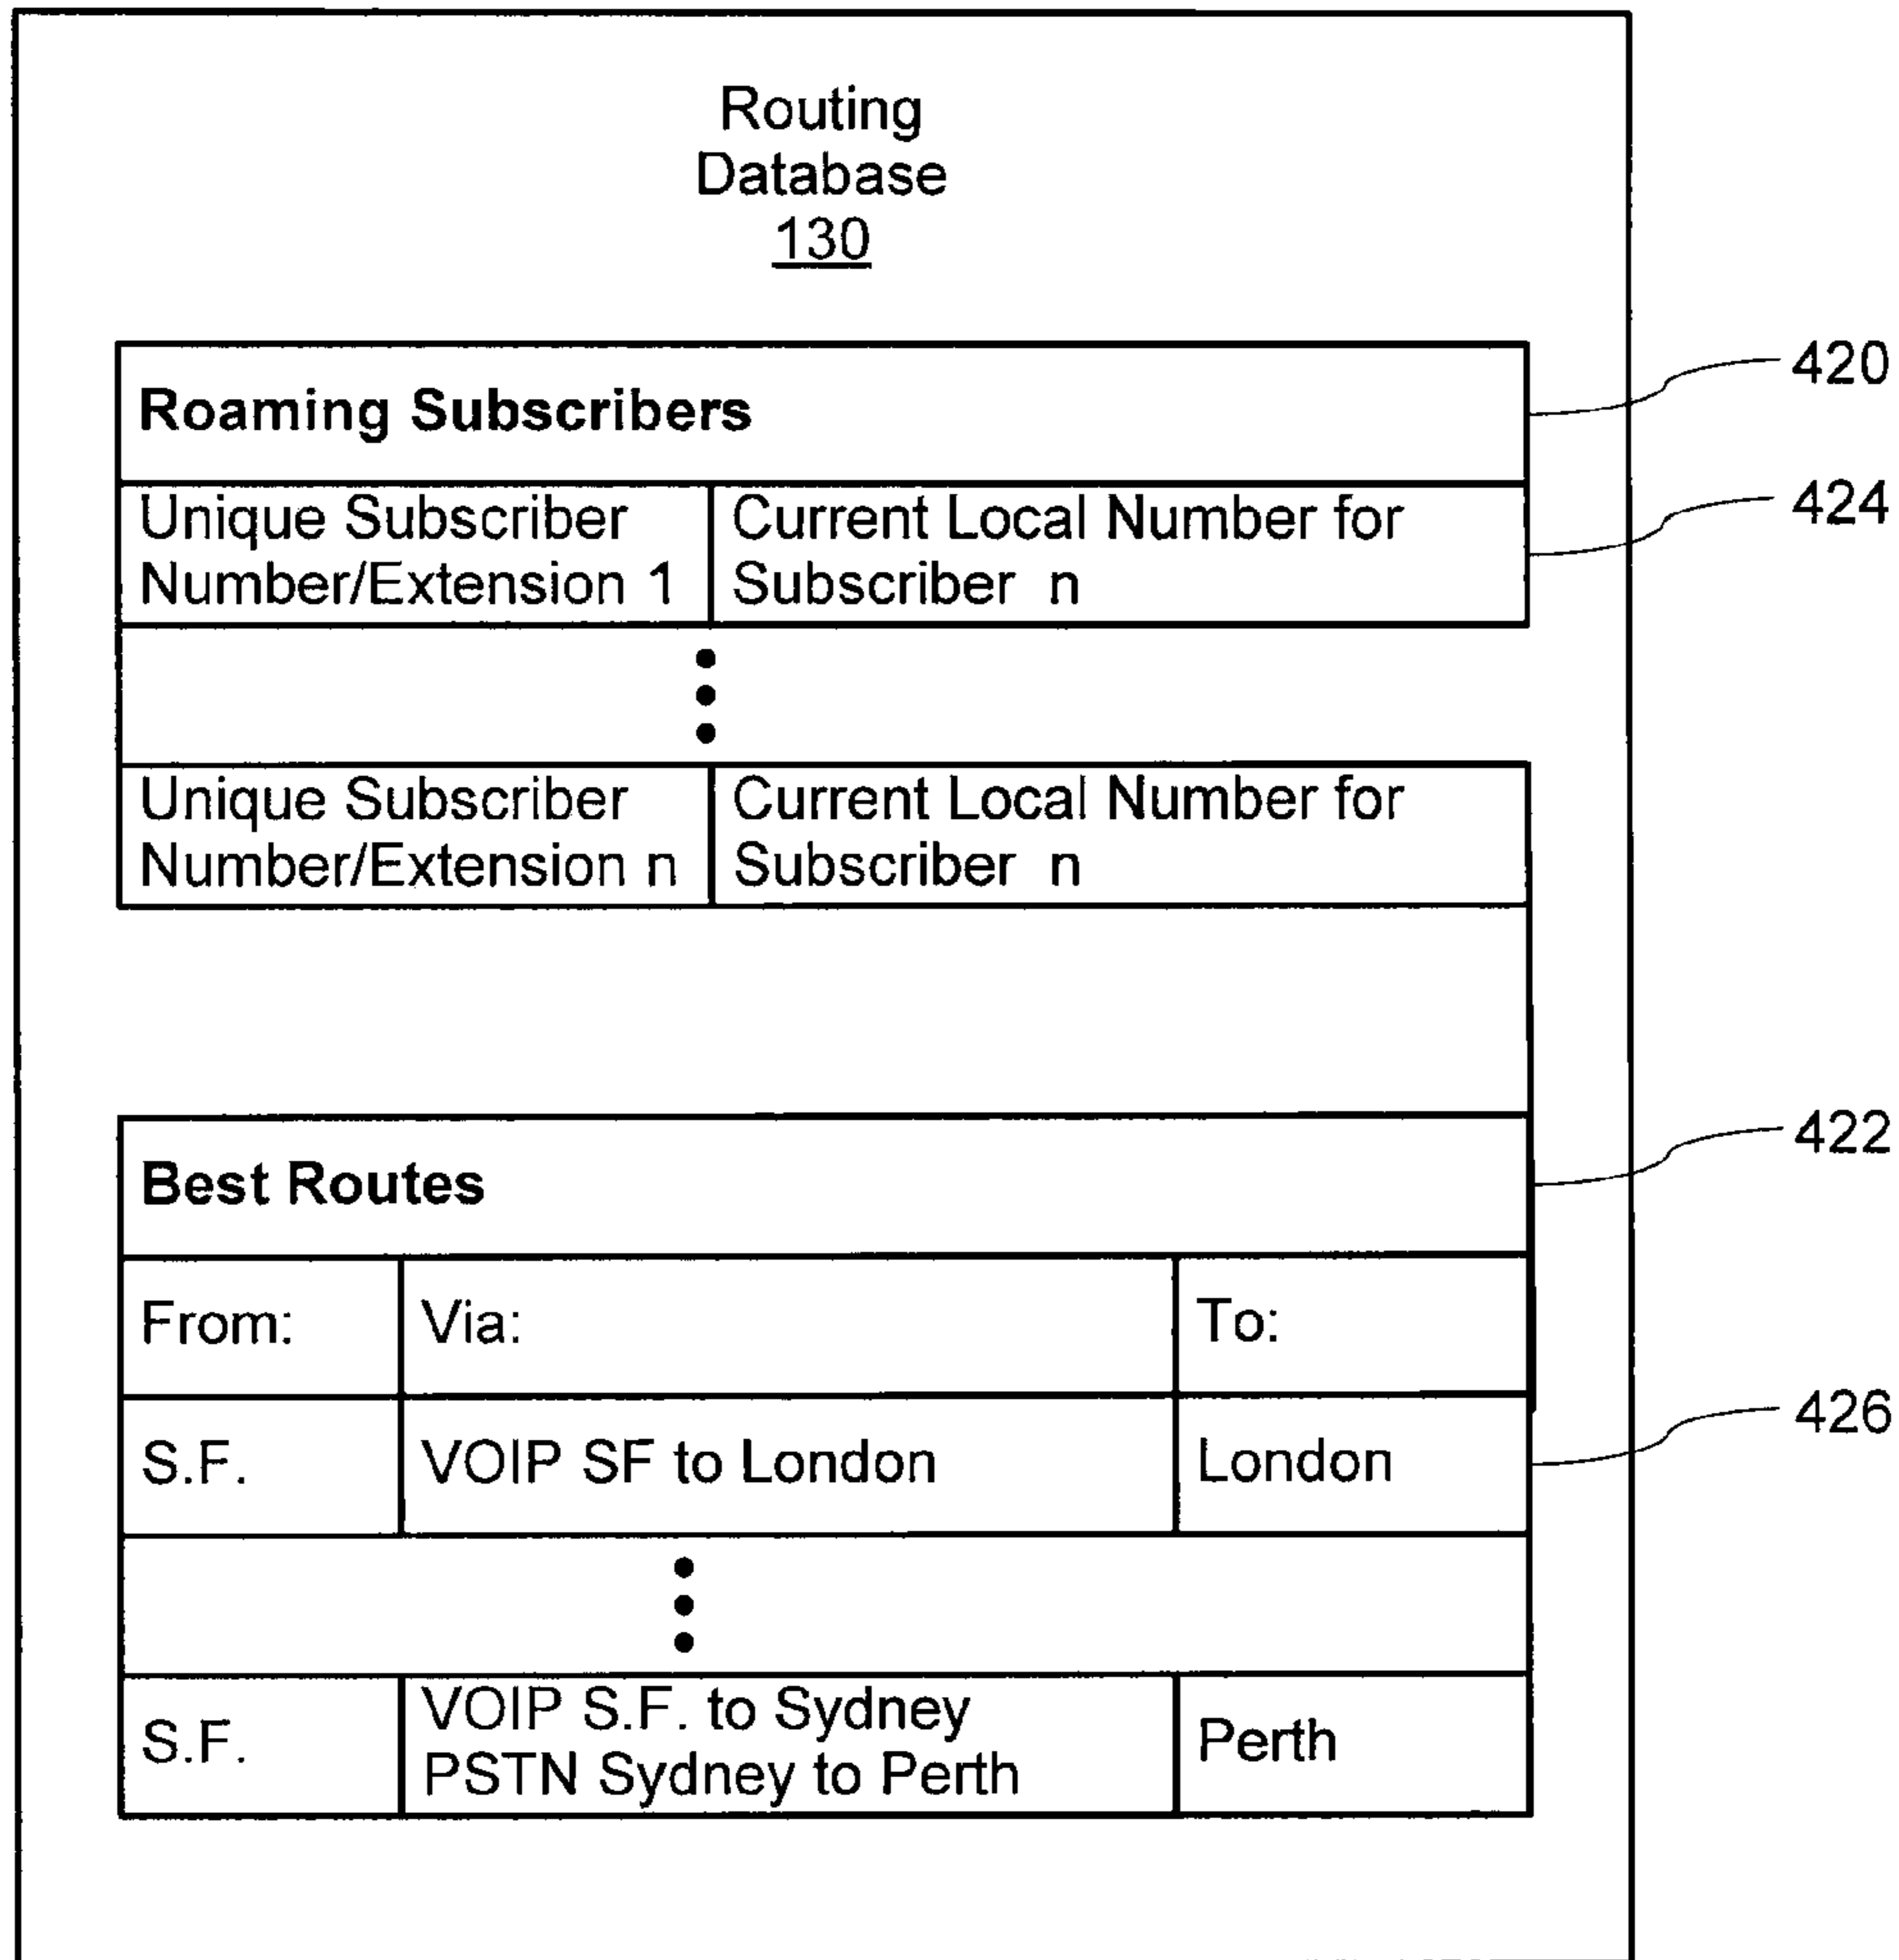 Routing
Database
130
Roaming Subscribers
420
Unique Subscriber
Number/Extension 1
Current Local Number for
Subscriber n
424
Unique Subscriber
Number/Extension n
Current Local Number for
Subscriber n
Best Routes
422
From:
Via:
To:
S.F.
VOIP SF to London
London
426
S.F.
VOIP S.F. to Sydney
PSTN Sydney to Perth
Perth